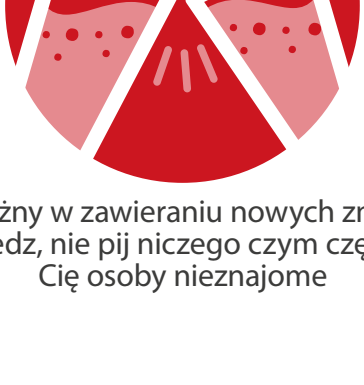 żny w zawieraniu nowych zn
edz, nie pij niczego czym czę
Cię osoby nieznajome